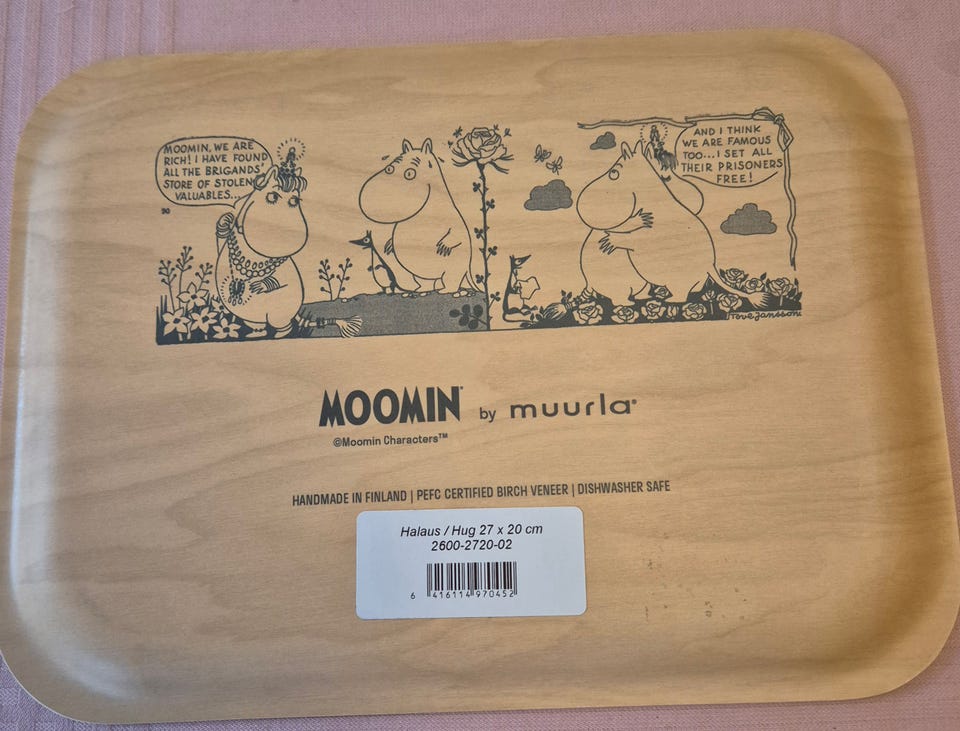 MOOMIN, WE ARE
RICH! I HAVE FOUND
ALL THE BRIGANDS'
STORE OF STOLEN
VALUABLES...
90
AND I THINK
WE ARE FAMOUS
TOO... I SET ALL
THEIR PRISONERS
FREE!
Tove Jansson
MOOMIN® by muurla®
©Moomin Characters™
HANDMADE IN FINLAND | PEFC CERTIFIED BIRCH VENEER | DISHWASHER SAFE
Halaus / Hug 27 x 20 cm
2600-2720-02
6 416114 970452